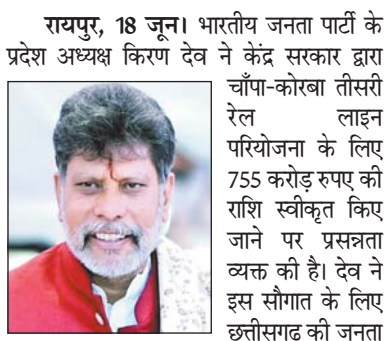 रायपुर, 18 जून। भारतीय जनता पार्टी के
प्रदेश अध्यक्ष किरण देव ने केंद्र सरकार द्वारा
चाँपा-कोरबा तीसरी
रेल लाइन
परियोजना के लिए
755 करोड़ रुपए की
राशि स्वीकृत किए
जाने पर प्रसन्नता
व्यक्त की है। देव ने
इस सौगात के लिए
छत्तीसगढ की जनता